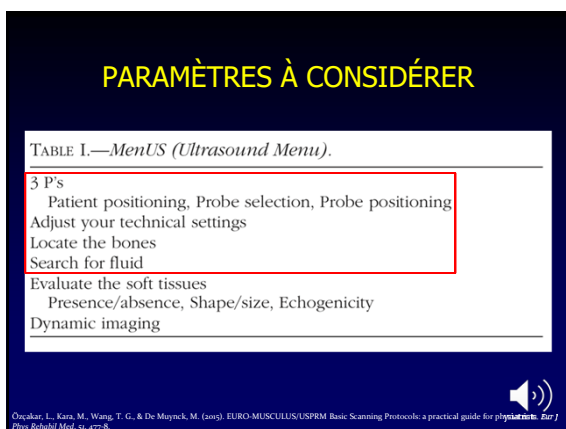 PARAMÈTRES À CONSIDÉRER
TABLE I.—MenUS (Ultrasound Menu).
3 P's
Patient positioning, Probe selection, Probe positioning
Adjust your technical settings
Locate the bones
Search for fluid
Evaluate the soft tissues
Presence/absence, Shape/size, Echogenicity
Dynamic imaging
Özçakar, L., Kara, M., Wang, T. G., & De Muynck, M. (2015). EURO-MUSCULUS/USPRM Basic Scanning Protocols: a practical guide for physiatrists. Eur J
Phys Rehabil Med, 51, 477-8.